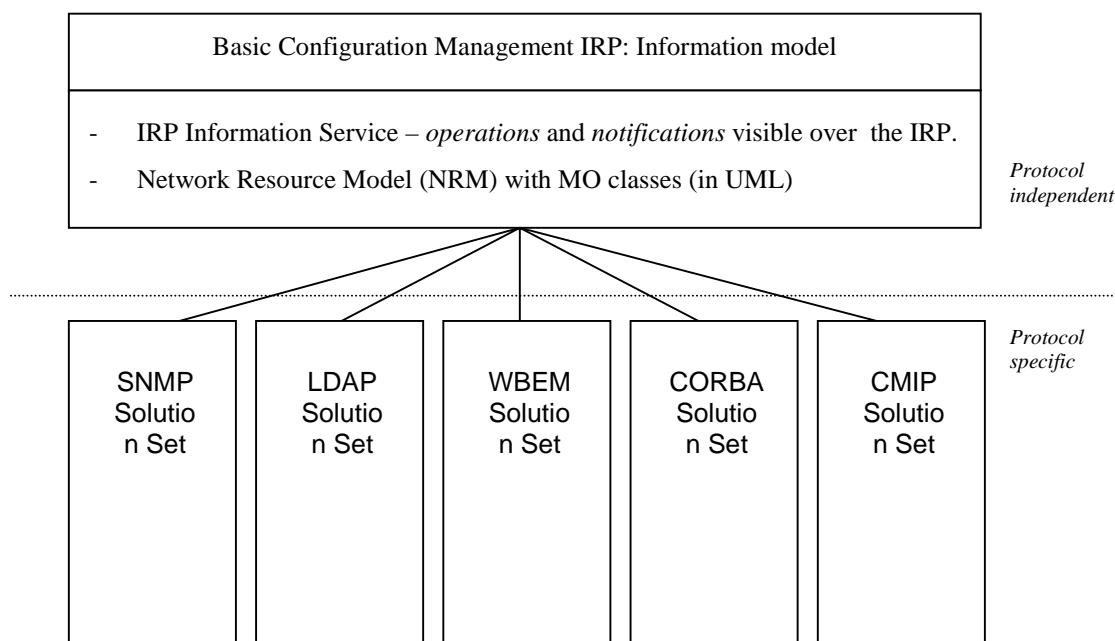 Basic Configuration Management IRP: Information model
- IRP Information Service – operations and notifications visible over the IRP.
- Network Resource Model (NRM) with MO classes (in UML)
Protocol
independent
Protocol
specific
SNMP
Solutio
n Set
LDAP
Solutio
n Set
WBEM
Solutio
n Set
CORBA
Solutio
n Set
CMIP
Solutio
n Set